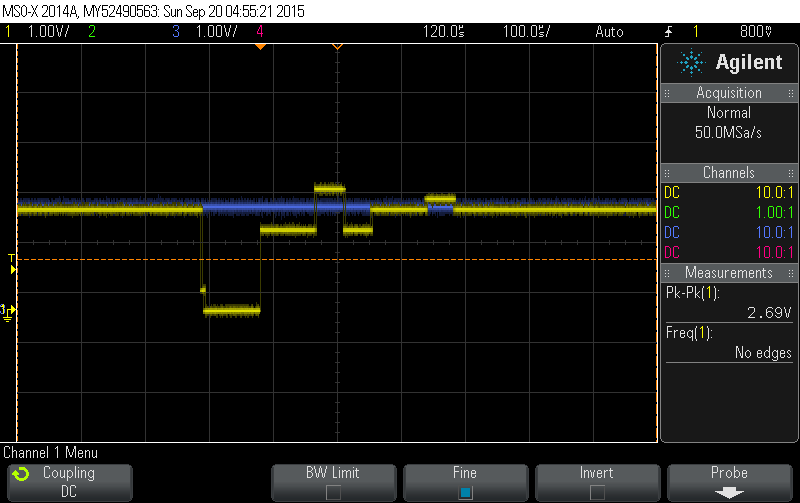 MSO-X 2014A, MY52490563: Sun Sep 20 04:55:21 2015
1 1.00V/ 2 3 1.00V/ 4 120.0s 100.0s/ Auto 1 800V
T
3
Agilent
Acquisition
Normal
50.0MSa/s
Channels
DC 10.0:1
DC 1.00:1
DC 10.0:1
DC 10.0:1
Measurements
Pk-Pk(1):
2.69V
Freq(1):
No edges
Channel 1 Menu
Coupling
DC
BW Limit
Fine
Invert
Probe